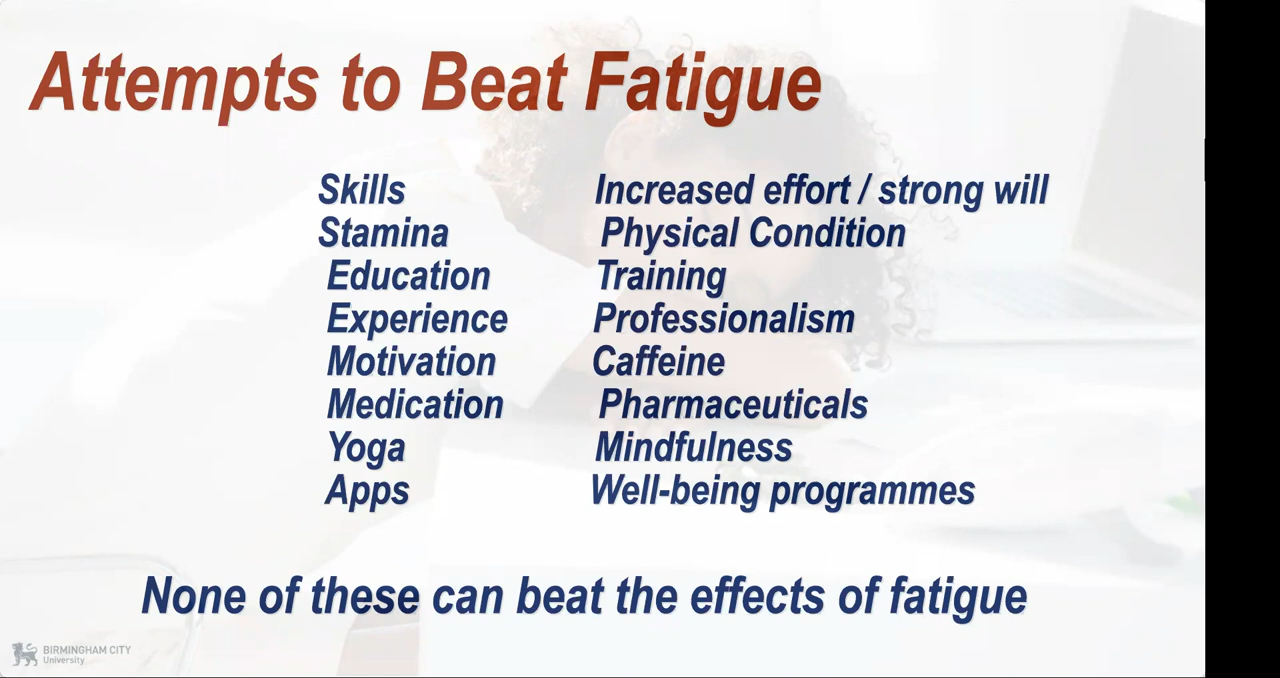 Attempts to Beat Fatigue
Skills Increased effort / strong will
Stamina Physical Condition
Education Training
Experience Professionalism
Motivation Caffeine
Medication Pharmaceuticals
Yoga Mindfulness
Apps Well-being programmes
None of these can beat the effects of fatigue
BIRMINGHAM CITY
University